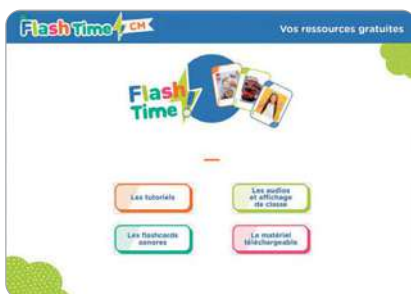 Flash Time CM
Vos ressources gratuites
Flash
Time
Les tutoriels
Les audios
et affichage
de classe
Les flashcards
sonores
Le matériel
téléchargeable